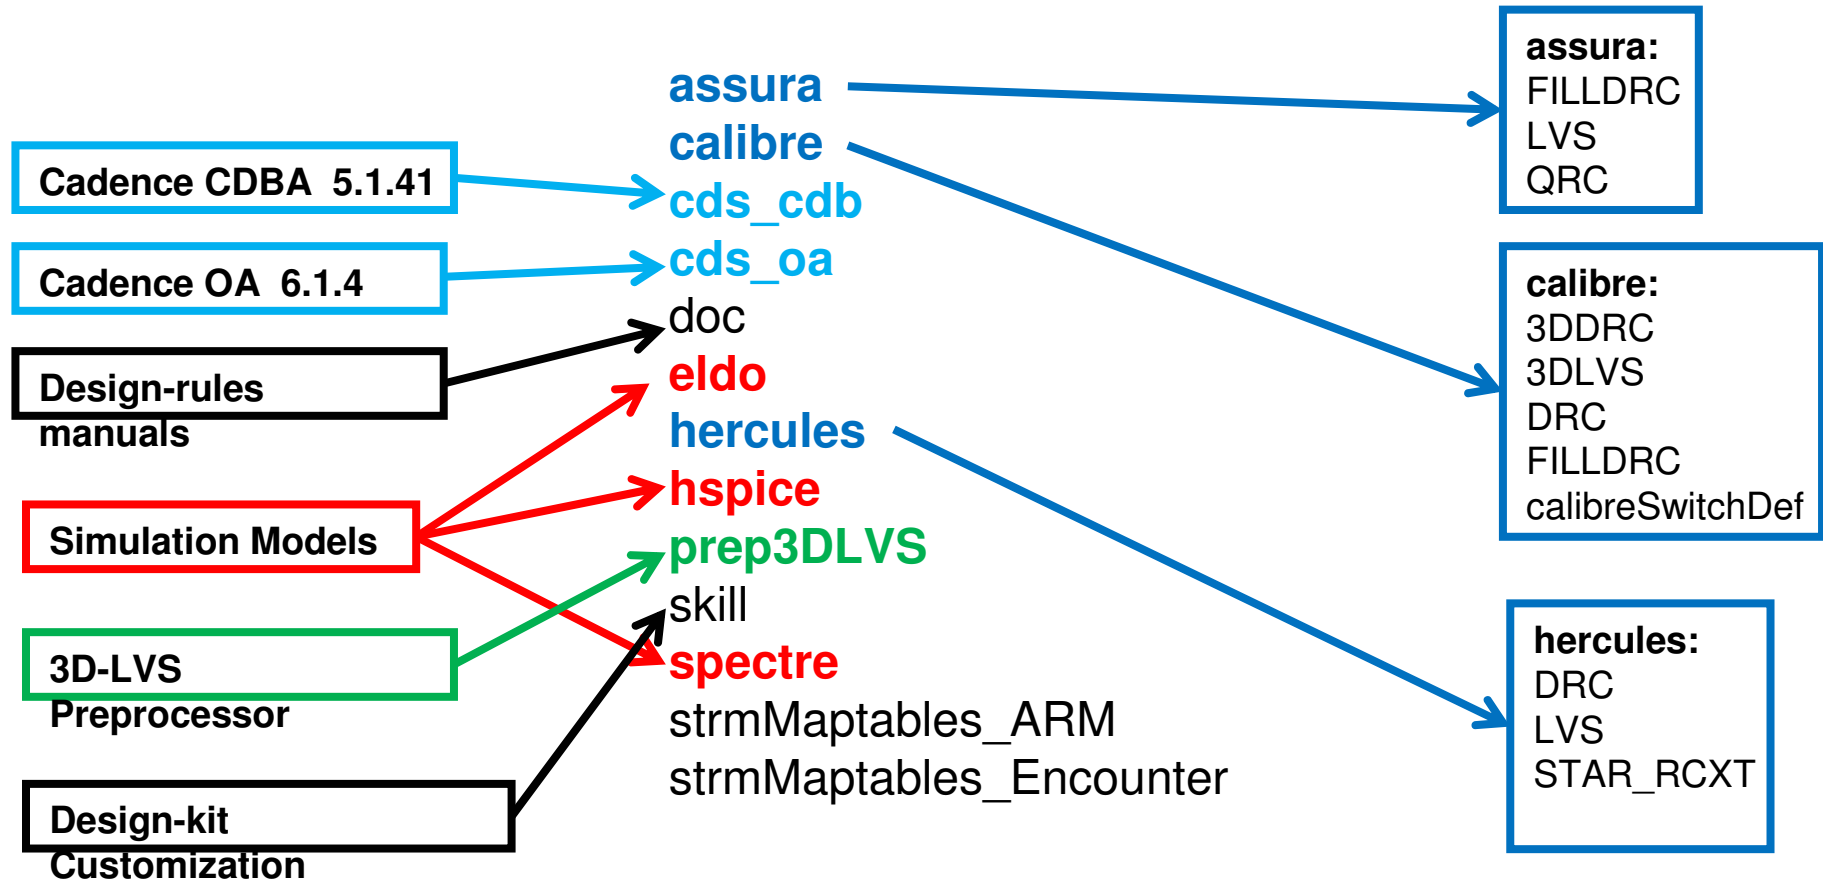 Cadence CDBA 5.1.41
Cadence OA 6.1.4
Design-rules
manuals
Simulation Models
3D-LVS
Preprocessor
Design-kit
Customization
assura
calibre
cds_cdb
cds_oa
doc
eldo
hercules
hspice
prep3DLVS
skill
spectre
strmMaptables_ARM
strmMaptables_Encounter
assura:
FILLDRC
LVS
QRC
calibre:
3DDRC
3DLVS
DRC
FILLDRC
calibreSwitchDef
hercules:
DRC
LVS
STAR_RCXT